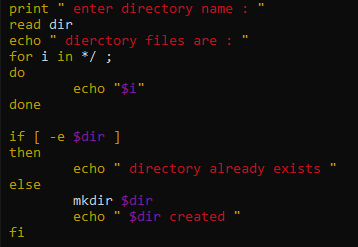 print " enter directory name : "
read dir
echo " dierctory files are : "
for i in */ ;
do
        echo "$i"
done

if [ -e $dir ]
then
        echo " directory already exists "
else
        mkdir $dir
        echo " $dir created "
fi